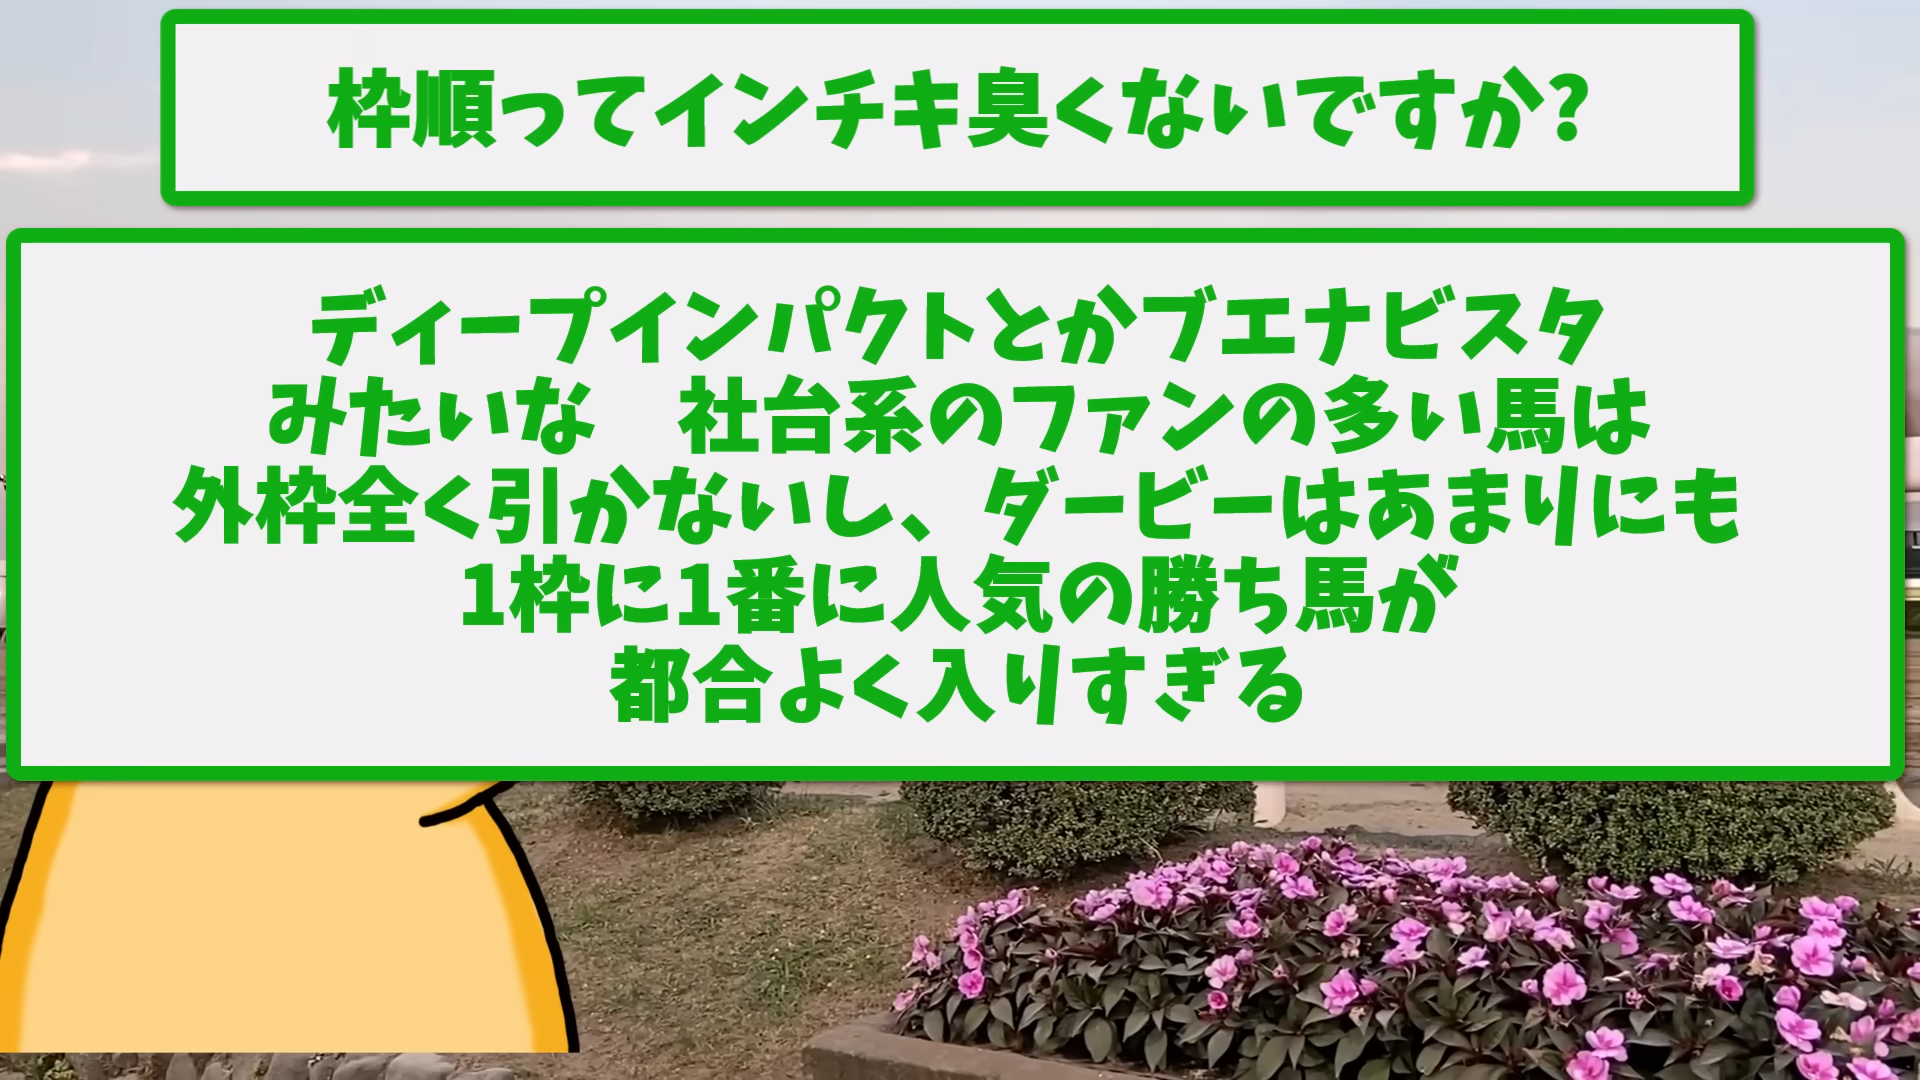 枠順ってインチキ臭くないですか?
ディープインパクトとかブエナビスタ
みたいな　社台系のファンの多い馬は
外枠全く引かないし、ダービーはあまりにも
1枠に1番に人気の勝ち馬が
都合よく入りすぎる